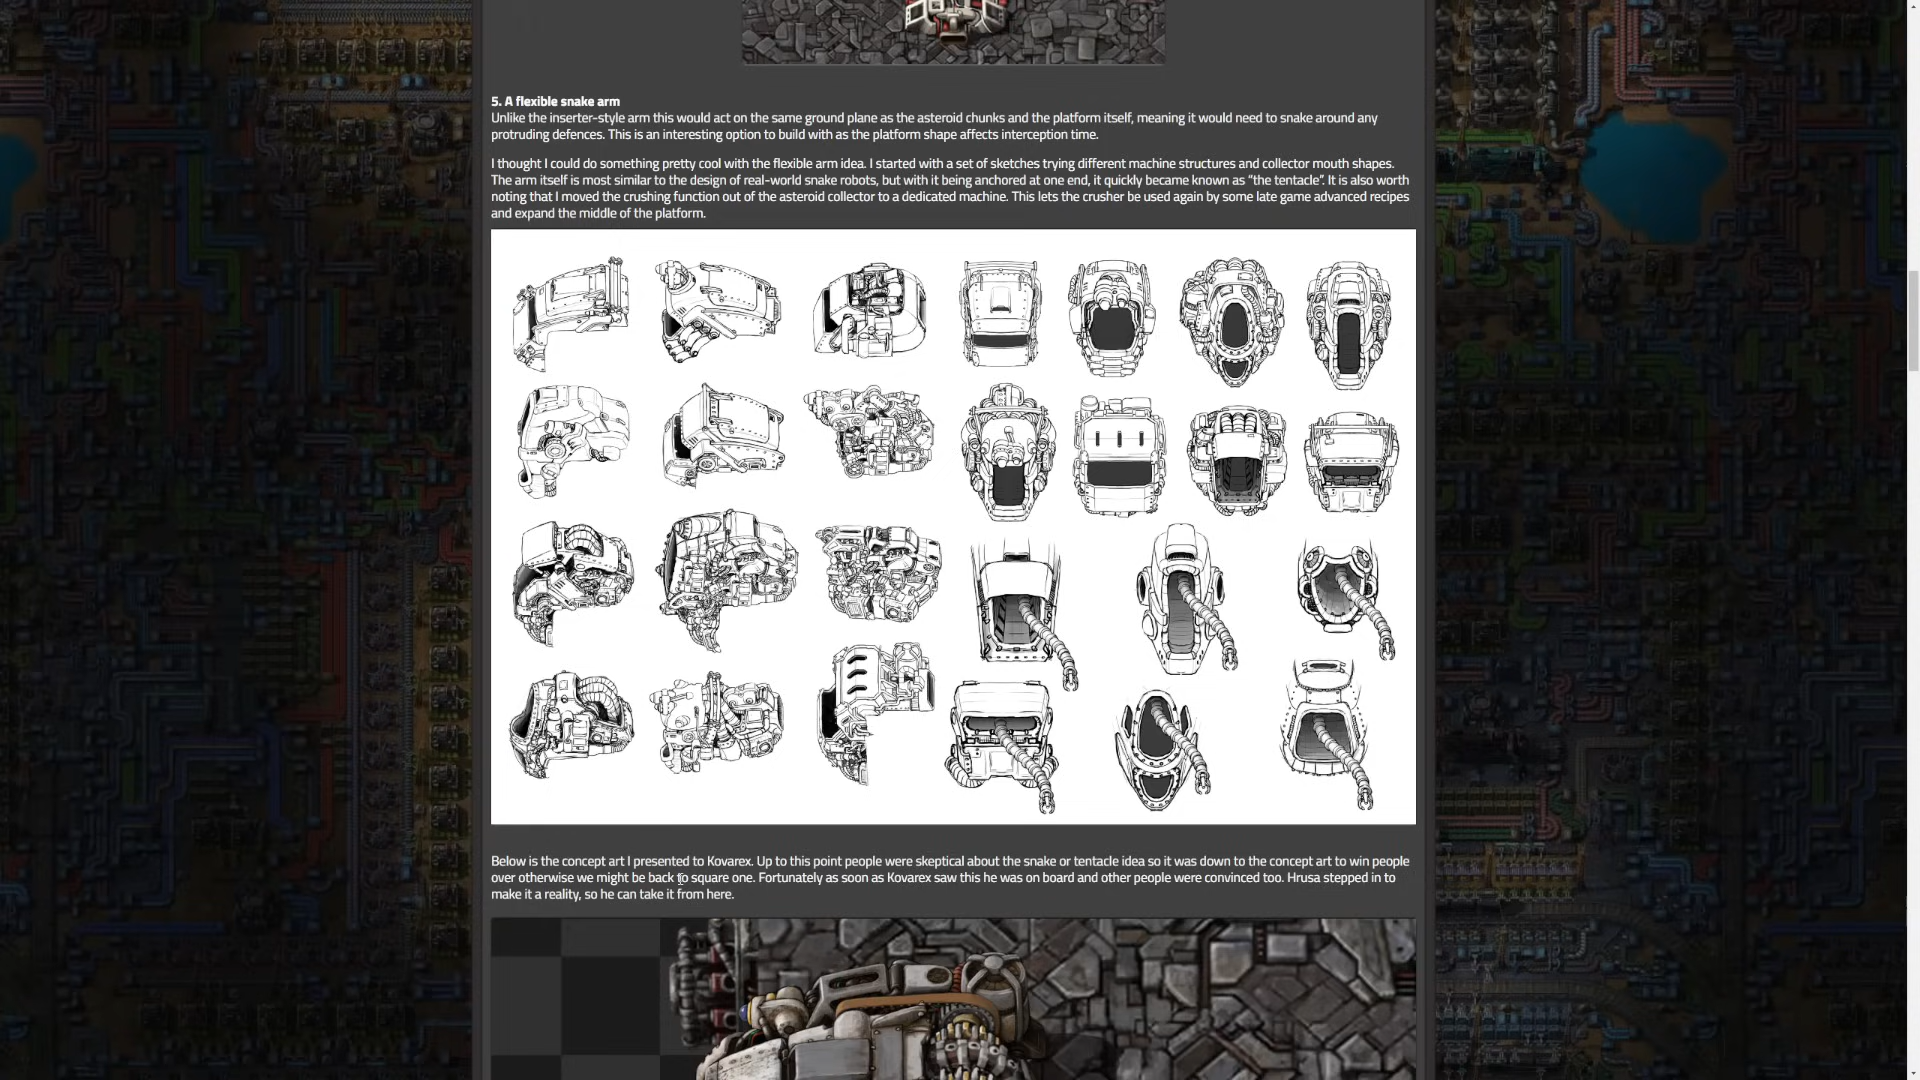 5. A flexible snake arm
Unlike the inserter-style arm this would act on the same ground plane as the asteroid chunks and the platform itself, meaning it would need to snake around any
protruding defences. This is an interesting option to build with as the platform shape affects interception time.
I thought I could do something pretty cool with the flexible arm idea. I started with a set of sketches trying different machine structures and collector mouth shapes.
The arm itself is most similar to the design of real-world snake robots, but with it being anchored at one end, it quickly became known as “the tentacle”. It is also worth
noting that I moved the crushing function out of the asteroid collector to a dedicated machine. This lets the crusher be used again by some late game advanced recipes
and expand the middle of the platform.
Below is the concept art I presented to Kovarex. Up to this point people were skeptical about the snake or tentacle idea so it was down to the concept art to win people
over otherwise we might be back to square one. Fortunately as soon as Kovarex saw this he was on board and other people were convinced too. Hrusa stepped in to
make it a reality, so he can take it from here.